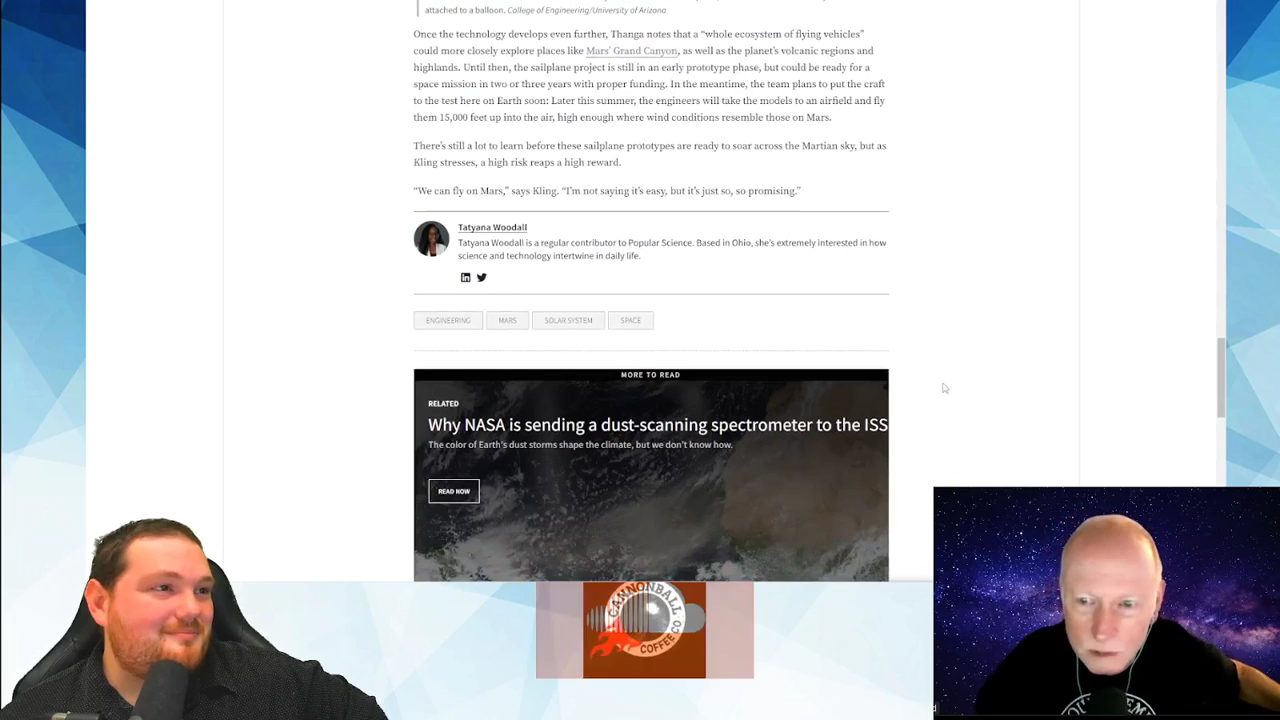 attached to a balloon. College of Engineering/University of Arizona
Once the technology develops even further, Thanga notes that a “whole ecosystem of flying vehicles”
could more closely explore places like Mars’ Grand Canyon, as well as the planet’s volcanic regions and
highlands. Until then, the sailplane project is still in an early prototype phase, but could be ready for a
space mission in two or three years with proper funding. In the meantime, the team plans to put the craft
to the test here on Earth soon: Later this summer, the engineers will take the models to an airfield and fly
them 15,000 feet up into the air, high enough where wind conditions resemble those on Mars.
There’s still a lot to learn before these sailplane prototypes are ready to soar across the Martian sky, but as
Kling stresses, a high risk reaps a high reward.
“We can fly on Mars,” says Kling. “I’m not saying it’s easy, but it’s just so, so promising.”
Tatyana Woodall
Tatyana Woodall is a regular contributor to Popular Science. Based in Ohio, she’s extremely interested in how
science and technology intertwine in daily life.
ENGINEERING MARS SOLAR SYSTEM SPACE
MORE TO READ
RELATED
Why NASA is sending a dust-scanning spectrometer to the ISS
The color of Earth’s dust storms shape the climate, but we don’t know how.
READ NOW
CANNONBALL
COFFEE CO.